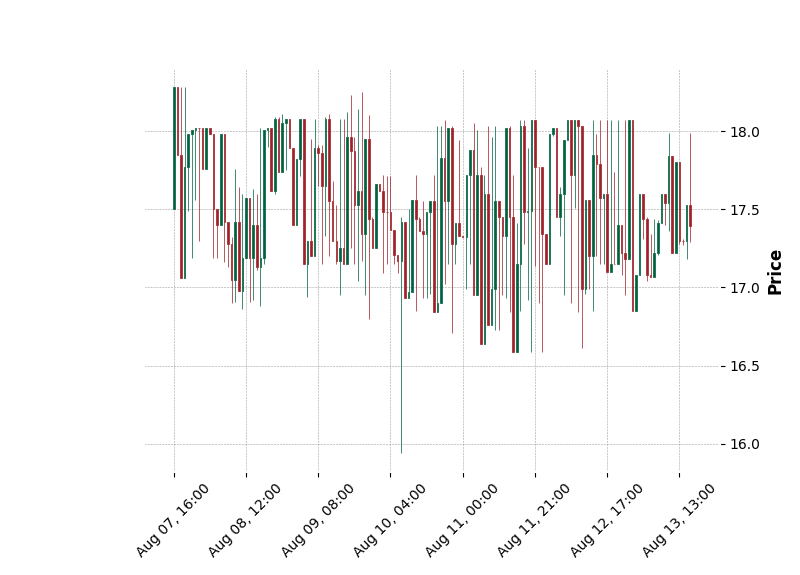 18.0
17.5
17.0
16.5
16.0
Price
Aug 07, 16:00
Aug 08, 12:00
Aug 09, 08:00
Aug 10, 04:00
Aug 11, 00:00
Aug 11, 21:00
Aug 12, 17:00
Aug 13, 13:00